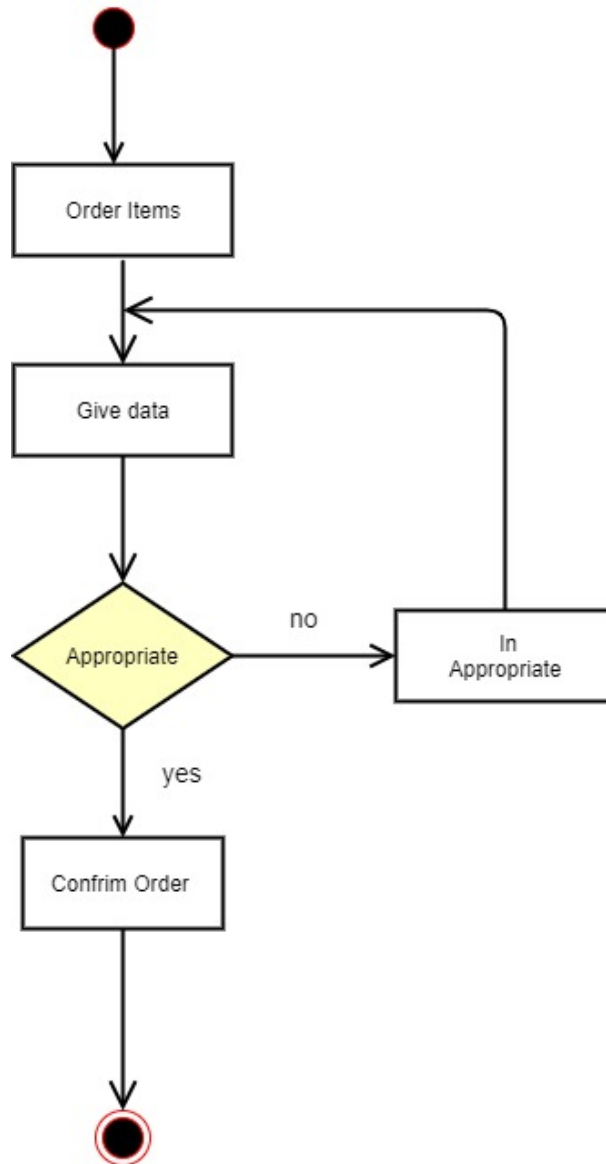 Order Items
Give data
Appropriate
no
In
Appropriate
yes
Confrim Order